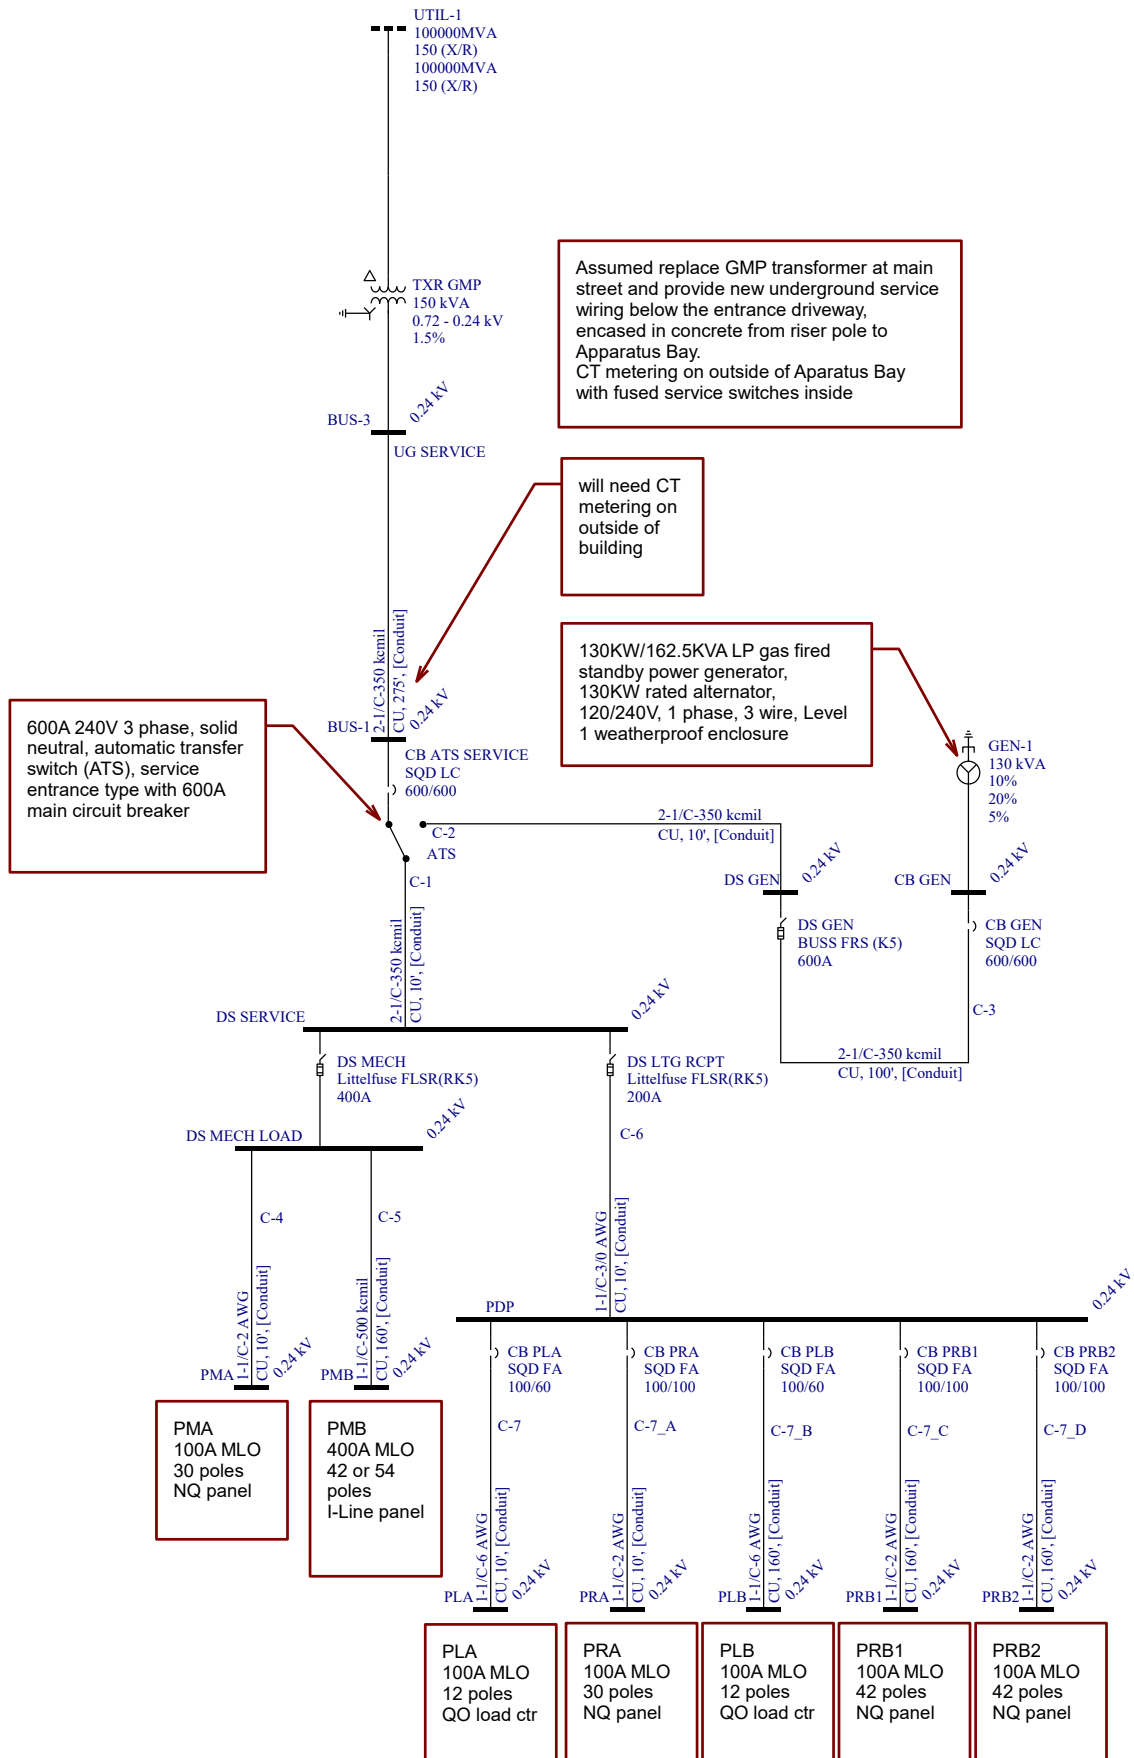 UTIL-1
100000MVA
150 (X/R)
100000MVA
150 (X/R)
TXR GMP
150 kVA
0.72 - 0.24 kV
1.5%
Assumed replace GMP transformer at main
street and provide new underground service
wiring below the entrance driveway,
encased in concrete from riser pole to
Apparatus Bay.
CT metering on outside of Aparatus Bay
with fused service switches inside
BUS-3
0.24 kV
UG SERVICE
will need CT
metering on
outside of
building
2-1/C-350 kcmil
CU, 275', [Conduit]
130KW/162.5KVA LP gas fired
standby power generator,
130KW rated alternator,
120/240V, 1 phase, 3 wire, Level
1 weatherproof enclosure
600A 240V 3 phase, solid
neutral, automatic transfer
switch (ATS), service
entrance type with 600A
main circuit breaker
BUS-1
0.24 kV
CB ATS SERVICE
SQD LC
600/600
GEN-1
130 kVA
10%
20%
5%
C-2
ATS
C-1
2-1/C-350 kcmil
CU, 10', [Conduit]
DS GEN
0.24 kV
CB GEN
0.24 kV
DS GEN
BUSS FRS (K5)
600A
CB GEN
SQD LC
600/600
2-1/C-350 kcmil
CU, 10', [Conduit]
C-3
2-1/C-350 kcmil
CU, 100', [Conduit]
DS SERVICE
0.24 kV
DS MECH
Littelfuse FLSR(RK5)
400A
DS LTG RCPT
Littelfuse FLSR(RK5)
200A
DS MECH LOAD
0.24 kV
C-6
C-4
C-5
1-1/C-3/0 AWG
CU, 10', [Conduit]
1-1/C-2 AWG
CU, 10', [Conduit]
1-1/C-500 kcmil
CU, 160', [Conduit]
PDP
0.24 kV
PMA
0.24 kV
PMB
0.24 kV
CB PLA
SQD FA
100/60
CB PRA
SQD FA
100/100
CB PLB
SQD FA
100/60
CB PRB1
SQD FA
100/100
CB PRB2
SQD FA
100/100
PMA
100A MLO
30 poles
NQ panel
PMB
400A MLO
42 or 54
poles
I-Line panel
C-7
C-7_A
C-7_B
C-7_C
C-7_D
1-1/C-6 AWG
CU, 10', [Conduit]
1-1/C-2 AWG
CU, 10', [Conduit]
1-1/C-6 AWG
CU, 160', [Conduit]
1-1/C-2 AWG
CU, 160', [Conduit]
1-1/C-2 AWG
CU, 160', [Conduit]
PLA
0.24 kV
PRA
0.24 kV
PLB
0.24 kV
PRB1
0.24 kV
PRB2
0.24 kV
PLA
100A MLO
12 poles
QO load ctr
PRA
100A MLO
30 poles
NQ panel
PLB
100A MLO
12 poles
QO load ctr
PRB1
100A MLO
42 poles
NQ panel
PRB2
100A MLO
42 poles
NQ panel